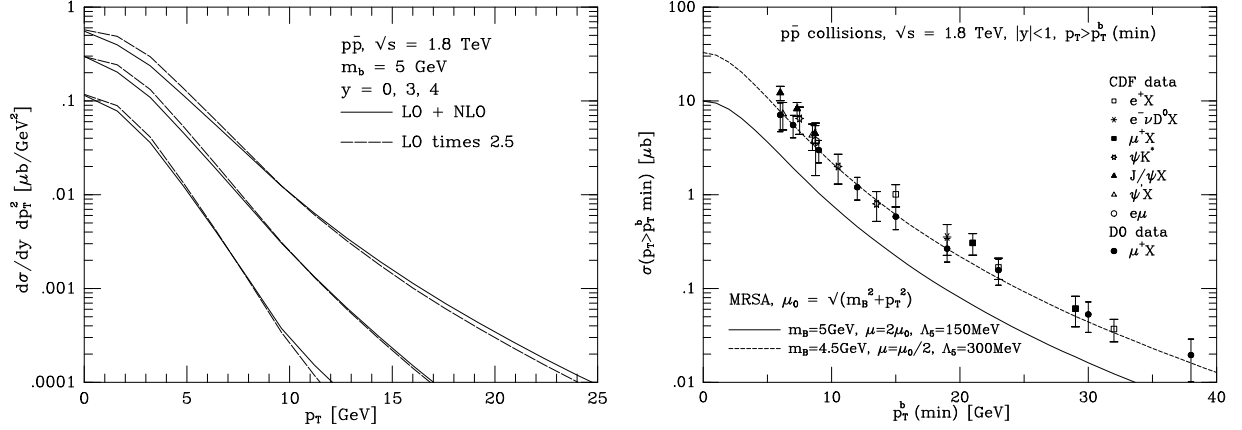 1
.1
.01
.001
.0001
dσ/dy dp_T^2 [μb/GeV^2]
pp̄, √s = 1.8 TeV
m_b = 5 GeV
y = 0, 3, 4
LO + NLO
LO times 2.5
0 5 10 15 20 25
p_T [GeV]
100
10
1
.1
.01
σ(p_T>p_T^b min) [μb]
pp̄ collisions, √s = 1.8 TeV, |y|<1, p_T>p_T^b(min)
CDF data
e^+X
e^-νD^0X
μ^+X
ψK^*
J/ψX
ψ'X
eμ
D0 data
μ^+X
MRSA, μ_0 = √(m_B^2+p_T^2)
m_B=5GeV, μ=2μ_0, Λ_5=150MeV
m_B=4.5GeV, μ=μ_0/2, Λ_5=300MeV
0 10 20 30 40
p_T^b(min) [GeV]